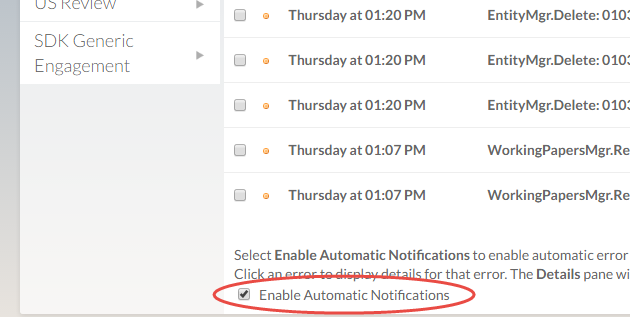 US Review
SDK Generic
Engagement
Thursday at 01:20 PM EntityMgr.Delete: 0103
Thursday at 01:20 PM EntityMgr.Delete: 0103
Thursday at 01:20 PM EntityMgr.Delete: 0103
Thursday at 01:07 PM WorkingPapersMgr.Re
Thursday at 01:07 PM WorkingPapersMgr.Re
Select Enable Automatic Notifications to enable automatic error
Click an error to display details for that error. The Details pane wi
Enable Automatic Notifications